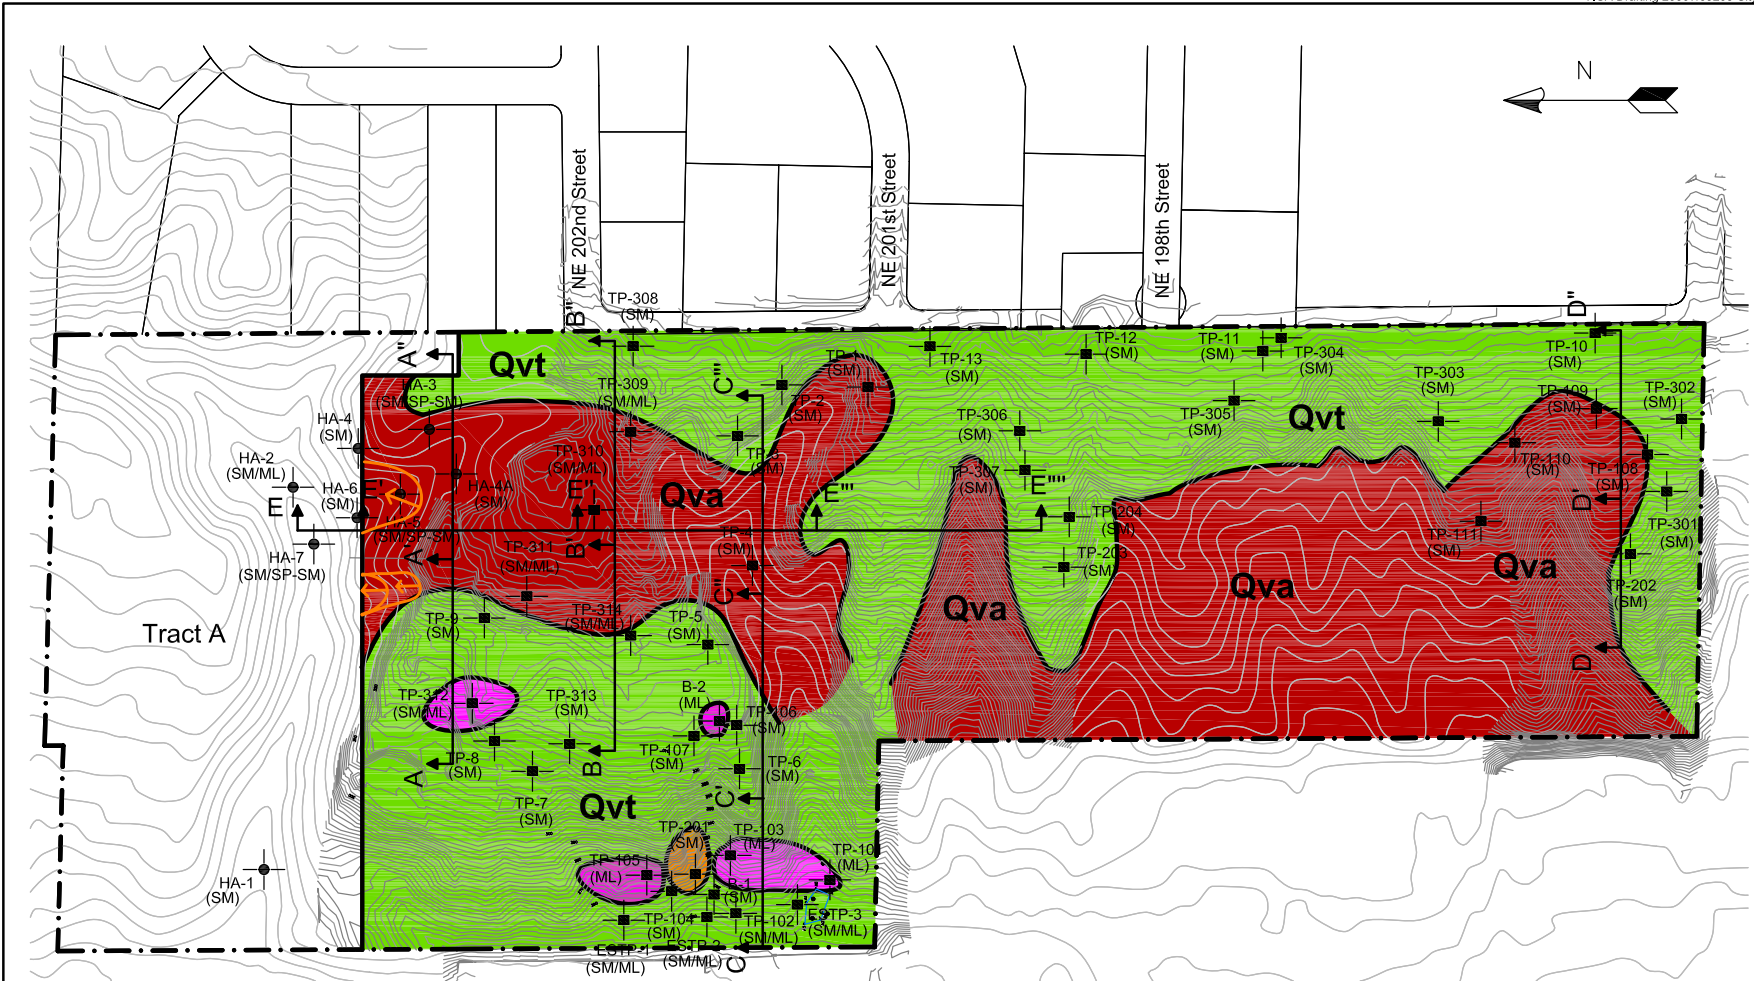 N
NE 202nd Street
NE 201st Street
NE 198th Street
TP-308
(SM)
B"
D"
A"
Qvt
TP-309
(SM/ML)
C'"
TP-1
(SM)
TP-2
(SM)
TP-3
(SM)
TP-13
(SM)
TP-12
(SM)
TP-11
(SM)
TP-304
(SM)
TP-10
(SM)
TP-303
(SM)
TP-109
(SM)
TP-302
(SM)
HA-3
(SM/SP-SM)
HA-4
(SM)
TP-306
(SM)
TP-305
(SM)
Qvt
HA-2
(SM/ML)
HA-6
(SM)
HA-4A
(SM)
TP-310
(SM/ML)
TP-307
(SM)
TP-110
(SM)
TP-108
(SM)
E
E'
E"
Qva
E'"
E""
D'
HA-5
(SM/SP-SM)
HA-7
(SM/SP-SM)
A'
TP-311
(SM/ML)
B'
TP-4
(SM)
TP-204
(SM)
TP-203
(SM)
TP-111
(SM)
TP-301
(SM)
Qva
Qva
Qva
C"
TP-202
(SM)
Tract A
TP-9
(SM)
TP-314
(SM/ML)
TP-5
(SM)
D
TP-312
(SM/ML)
TP-313
(SM)
B-2
(ML)
TP-106
(SM)
TP-8
(SM)
A
B
TP-107
(SM)
TP-6
(SM)
TP-7
(SM)
Qvt
C'
TP-201
(SM)
TP-103
(ML)
TP-105
(ML)
TP-10
(ML)
HA-1
(SM)
B-1
(SM)
TP-104
(SM)
TP-102
(SM/ML)
ESTP-3
(SM/ML)
ESTP-1
(SM/ML)
ESTP-2
(SM/ML)
C